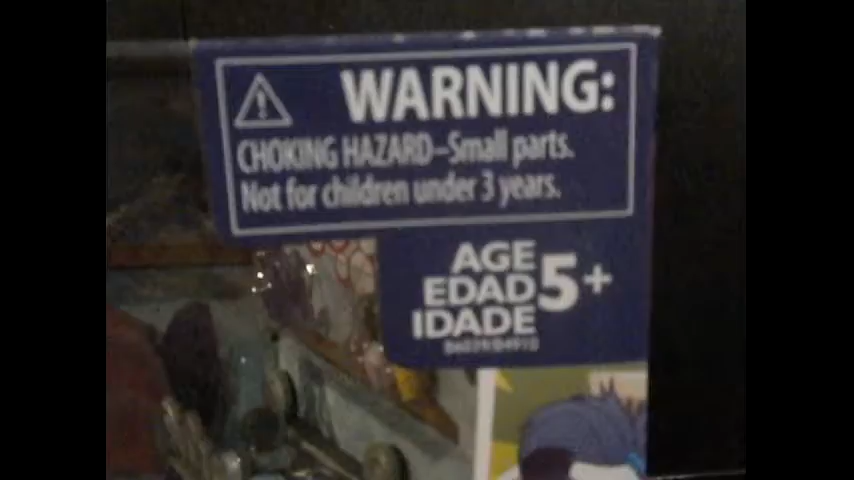 WARNING:
CHOKING HAZARD–Small parts.
Not for children under 3 years.
AGE
EDAD 5+
IDADE